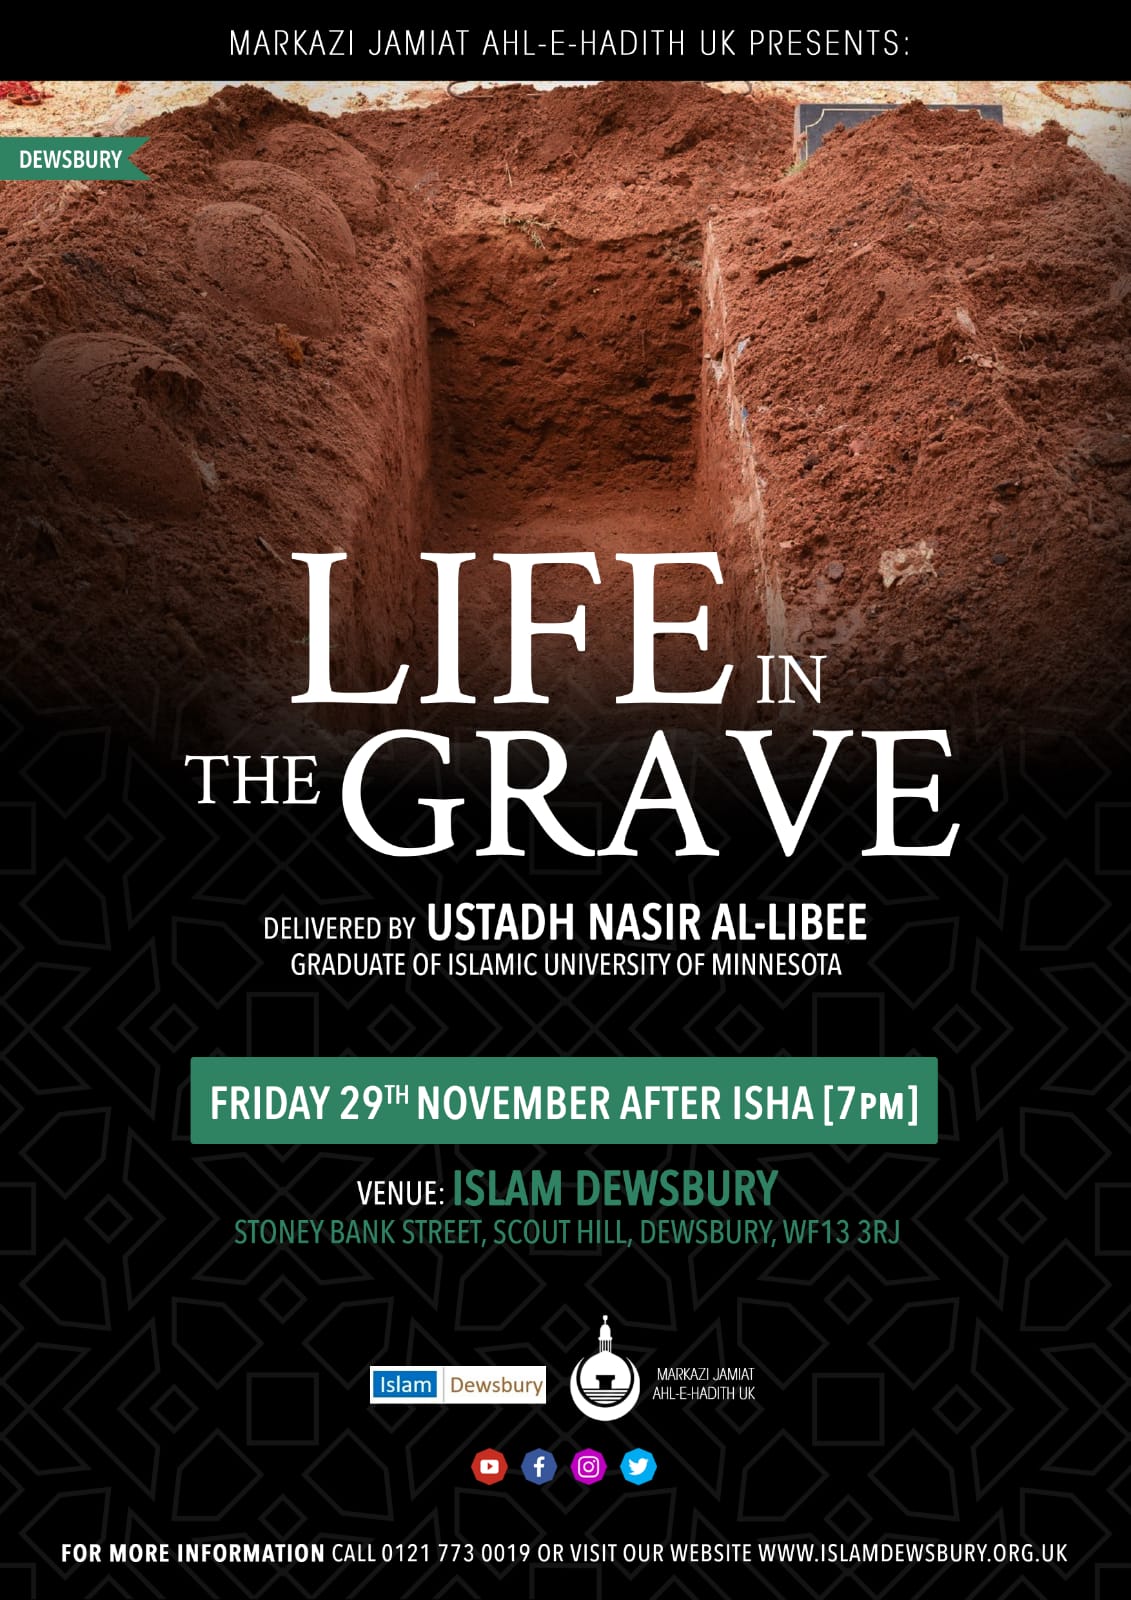 MARKAZI JAMIAT AHL-E-HADITH UK PRESENTS:
DEWSBURY
LIFE IN
THE GRAVE
DELIVERED BY USTADH NASIR AL-LIBEE
GRADUATE OF ISLAMIC UNIVERSITY OF MINNESOTA
FRIDAY 29TH NOVEMBER AFTER ISHA [7PM]
VENUE: ISLAM DEWSBURY
STONEY BANK STREET, SCOUT HILL, DEWSBURY, WF13 3RJ
Islam Dewsbury
MARKAZI JAMIAT
AHL-E-HADITH UK
FOR MORE INFORMATION CALL 0121 773 0019 OR VISIT OUR WEBSITE WWW.ISLAMDEWSBURY.ORG.UK